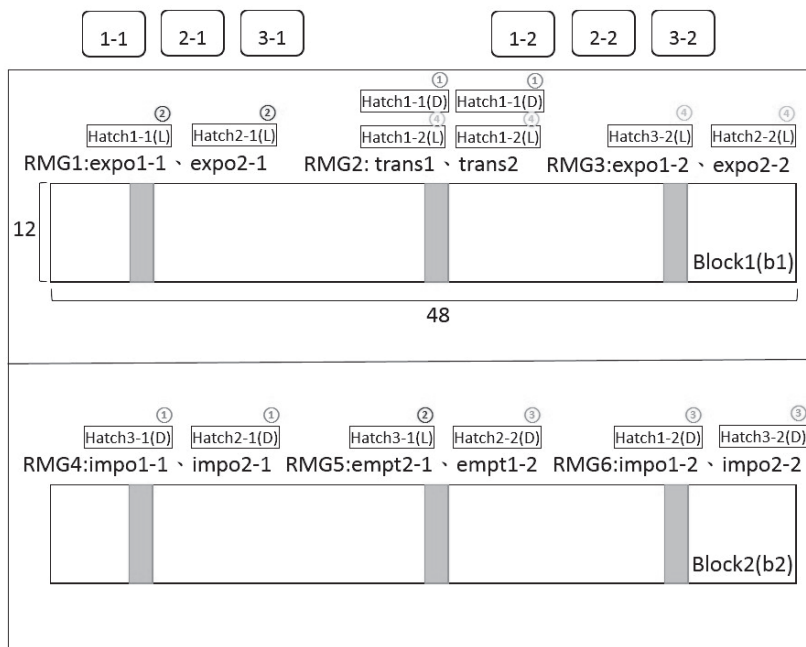 1-1 2-1 3-1 1-2 2-2 3-2
① ①
Hatch1-1(D) Hatch1-1(D)
② ② ④ ④ ④ ④
Hatch1-1(L) Hatch2-1(L) Hatch1-2(L) Hatch1-2(L) Hatch3-2(L) Hatch2-2(L)
RMG1:expo1-1、expo2-1 RMG2: trans1、trans2 RMG3:expo1-2、expo2-2
12
Block1(b1)
48
① ① ② ③ ③ ③
Hatch3-1(D) Hatch2-1(D) Hatch3-1(L) Hatch2-2(D) Hatch1-2(D) Hatch3-2(D)
RMG4:impo1-1、impo2-1 RMG5:empt2-1、empt1-2 RMG6:impo1-2、impo2-2
Block2(b2)